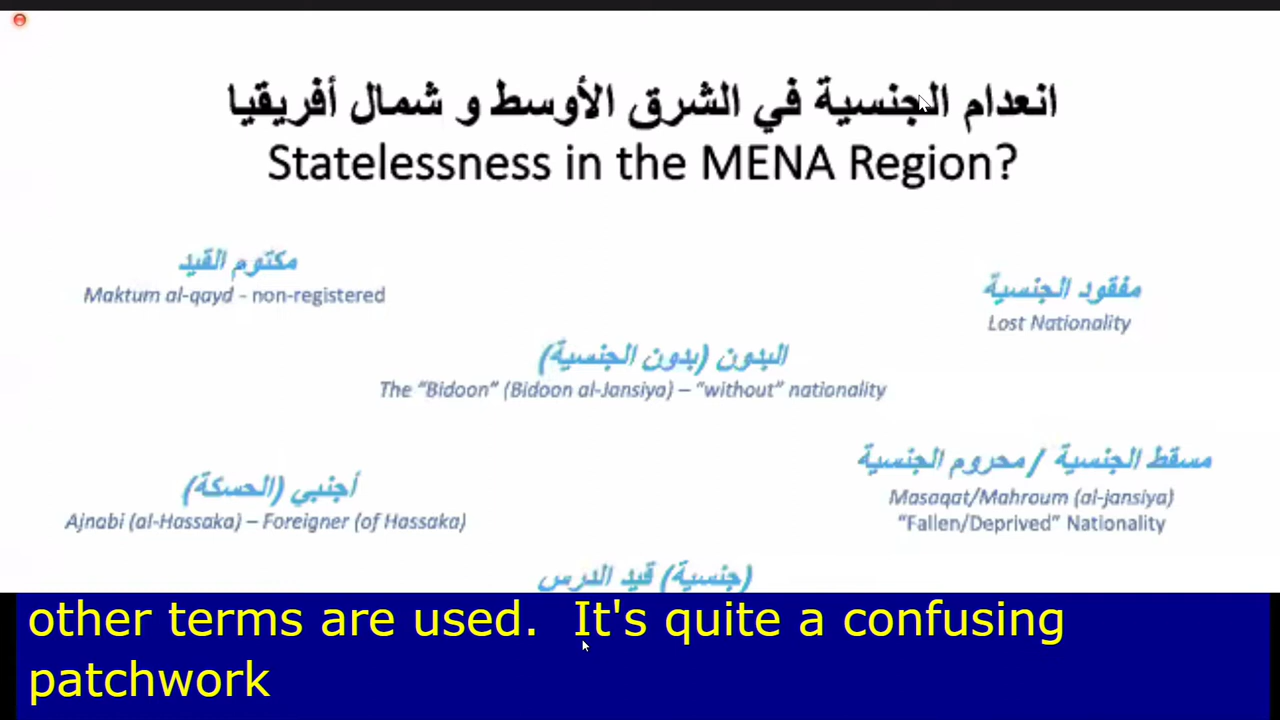 انعدام الجنسية في الشرق الأوسط و شمال أفريقيا
Statelessness in the MENA Region?
مكتوم القيد
Maktum al-qayd - non-registered
مفقود الجنسية
Lost Nationality
البدون (بدون الجنسية)
The “Bidoon” (Bidoon al-Jansiya) – “without” nationality
مسقط الجنسية / محروم الجنسية
Masaqat/Mahroum (al-jansiya)
“Fallen/Deprived” Nationality
أجنبي (الحسكة)
Ajnabi (al-Hassaka) – Foreigner (of Hassaka)
(جنسية) قيد الدرس
other terms are used. It's quite a confusing
patchwork